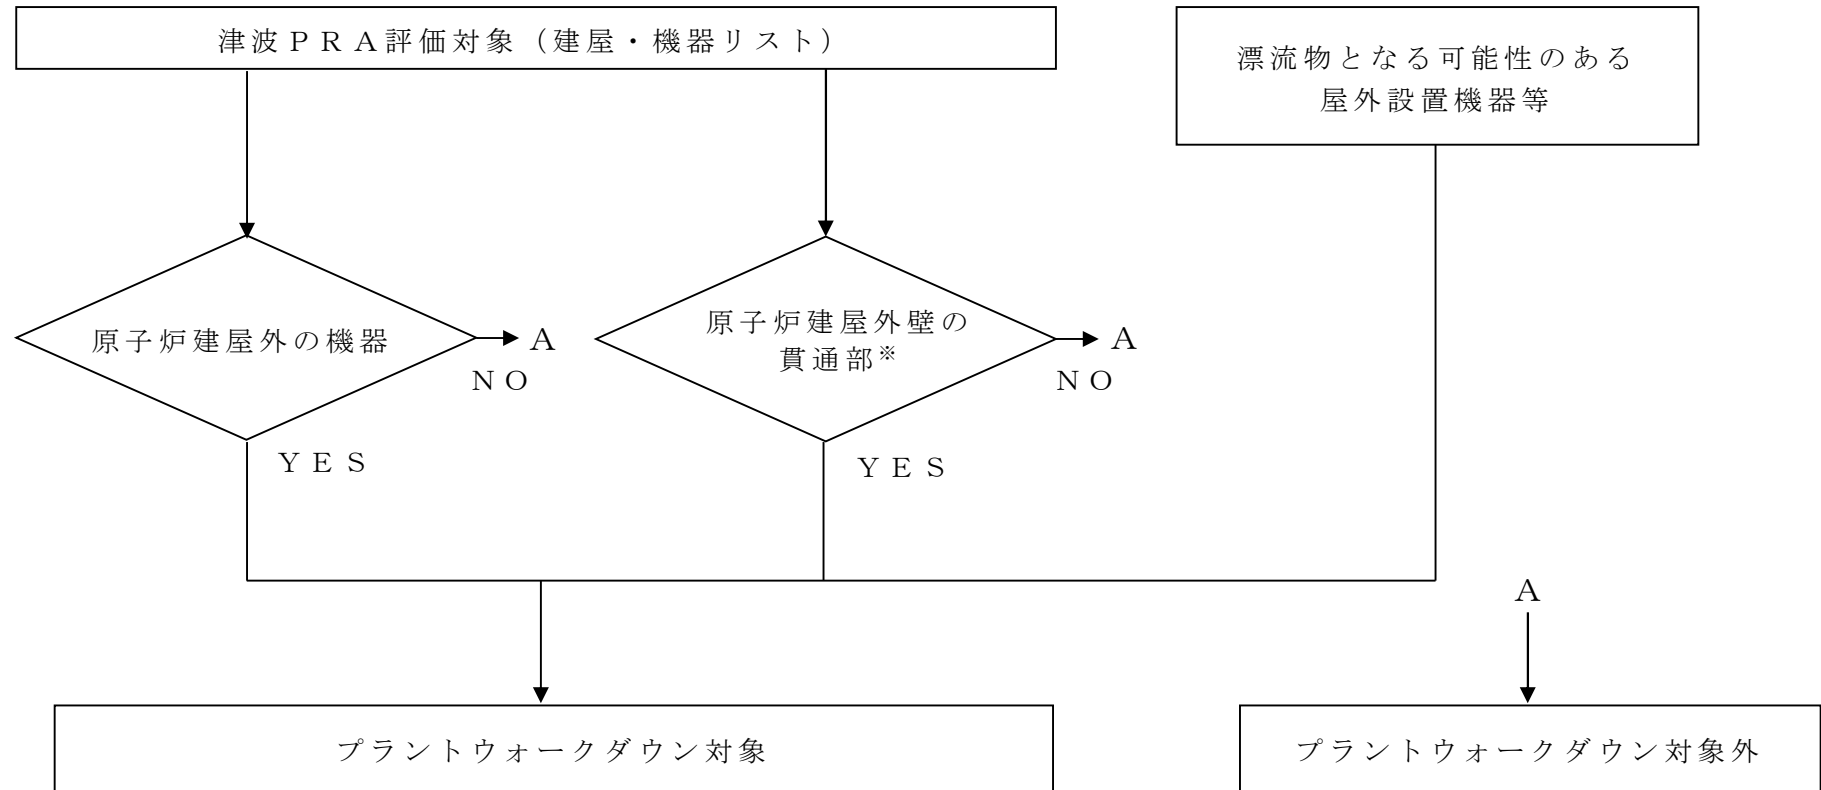 津波PRA評価対象（建屋・機器リスト）
漂流物となる可能性のある
屋外設置機器等
原子炉建屋外の機器
A
NO
YES
原子炉建屋外壁の
貫通部※
A
NO
YES
A
プラントウォークダウン対象
プラントウォークダウン対象外